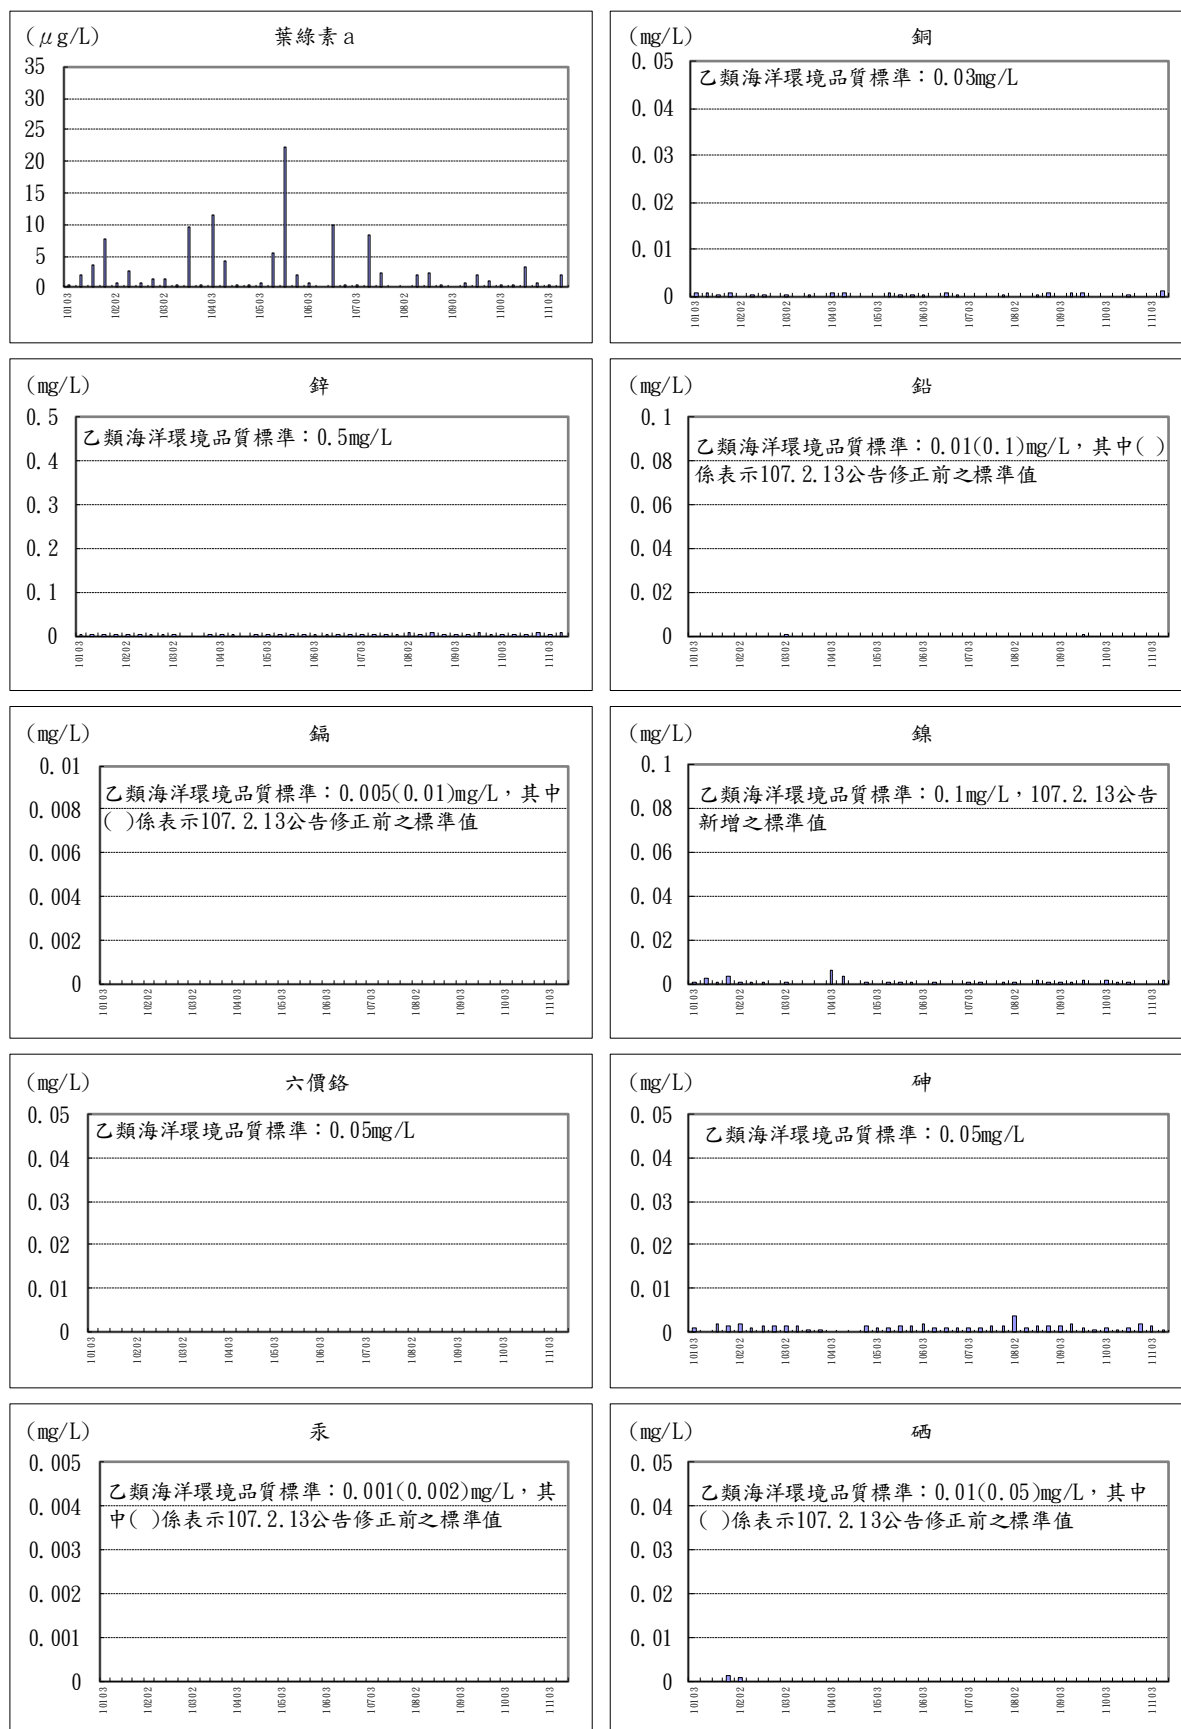 (μg/L) 葉綠素a
35
30
25
20
15
10
5
0
10103 10202 10302 10403 10503 10603 10703 10802 10903 11003 11103
(mg/L) 銅
0.05
乙類海洋環境品質標準：0.03mg/L
0.04
0.03
0.02
0.01
0
10103 10202 10302 10403 10503 10603 10703 10802 10903 11003 11103
(mg/L) 鋅
0.5
乙類海洋環境品質標準：0.5mg/L
0.4
0.3
0.2
0.1
0
10103 10202 10302 10403 10503 10603 10703 10802 10903 11003 11103
(mg/L) 鉛
0.1
乙類海洋環境品質標準：0.01(0.1)mg/L，其中( )
0.08
係表示107.2.13公告修正前之標準值
0.06
0.04
0.02
0
10103 10202 10302 10403 10503 10603 10703 10802 10903 11003 11103
(mg/L) 鎘
0.01
乙類海洋環境品質標準：0.005(0.01)mg/L，其中
0.008
( )係表示107.2.13公告修正前之標準值
0.006
0.004
0.002
0
10103 10202 10302 10403 10503 10603 10703 10802 10903 11003 11103
(mg/L) 鎳
0.1
乙類海洋環境品質標準：0.1mg/L，107.2.13公告
0.08
新增之標準值
0.06
0.04
0.02
0
10103 10202 10302 10403 10503 10603 10703 10802 10903 11003 11103
(mg/L) 六價鉻
0.05
乙類海洋環境品質標準：0.05mg/L
0.04
0.03
0.02
0.01
0
10103 10202 10302 10403 10503 10603 10703 10802 10903 11003 11103
(mg/L) 砷
0.05
乙類海洋環境品質標準：0.05mg/L
0.04
0.03
0.02
0.01
0
10103 10202 10302 10403 10503 10603 10703 10802 10903 11003 11103
(mg/L) 汞
0.005
乙類海洋環境品質標準：0.001(0.002)mg/L，其
0.004
中( )係表示107.2.13公告修正前之標準值
0.003
0.002
0.001
0
10103 10202 10302 10403 10503 10603 10703 10802 10903 11003 11103
(mg/L) 硒
0.05
乙類海洋環境品質標準：0.01(0.05)mg/L，其中
0.04
( )係表示107.2.13公告修正前之標準值
0.03
0.02
0.01
0
10103 10202 10302 10403 10503 10603 10703 10802 10903 11003 11103